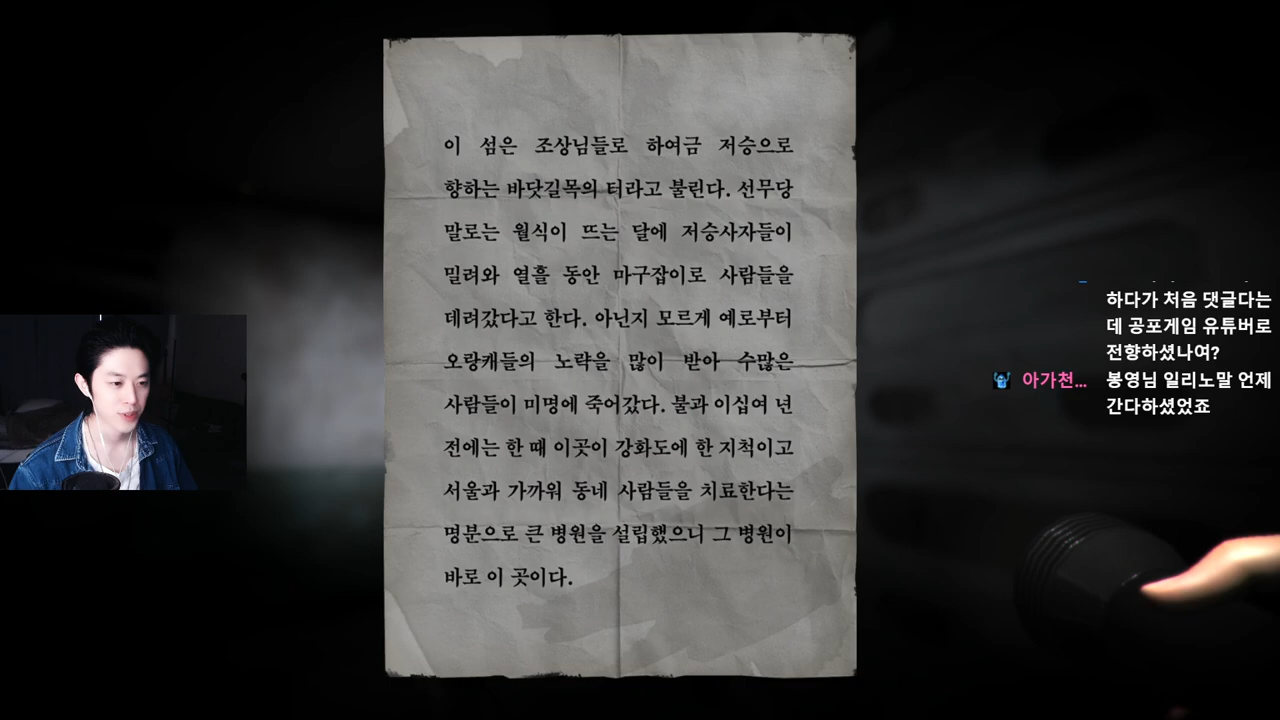 이 섬은 조상님들로 하여금 저승으로
향하는 바닷길목의 터라고 불린다. 선무당
말로는 월식이 뜨는 달에 저승사자들이
밀려와 열흘 동안 마구잡이로 사람들을
데려갔다고 한다. 아닌지 모르게 예로부터
오랑캐들의 노략을 많이 받아 수많은
사람들이 미명에 죽어갔다. 불과 이십여 년
전에는 한 때 이곳이 강화도에 한 지척이고
서울과 가까워 동네 사람들을 치료한다는
명분으로 큰 병원을 설립했으니 그 병원이
바로 이 곳이다.
하다가 처음 댓글다는
데 공포게임 유튜버로
전향하셨나여?
아가천... 봉영님 일리노말 언제
간다하셨었죠